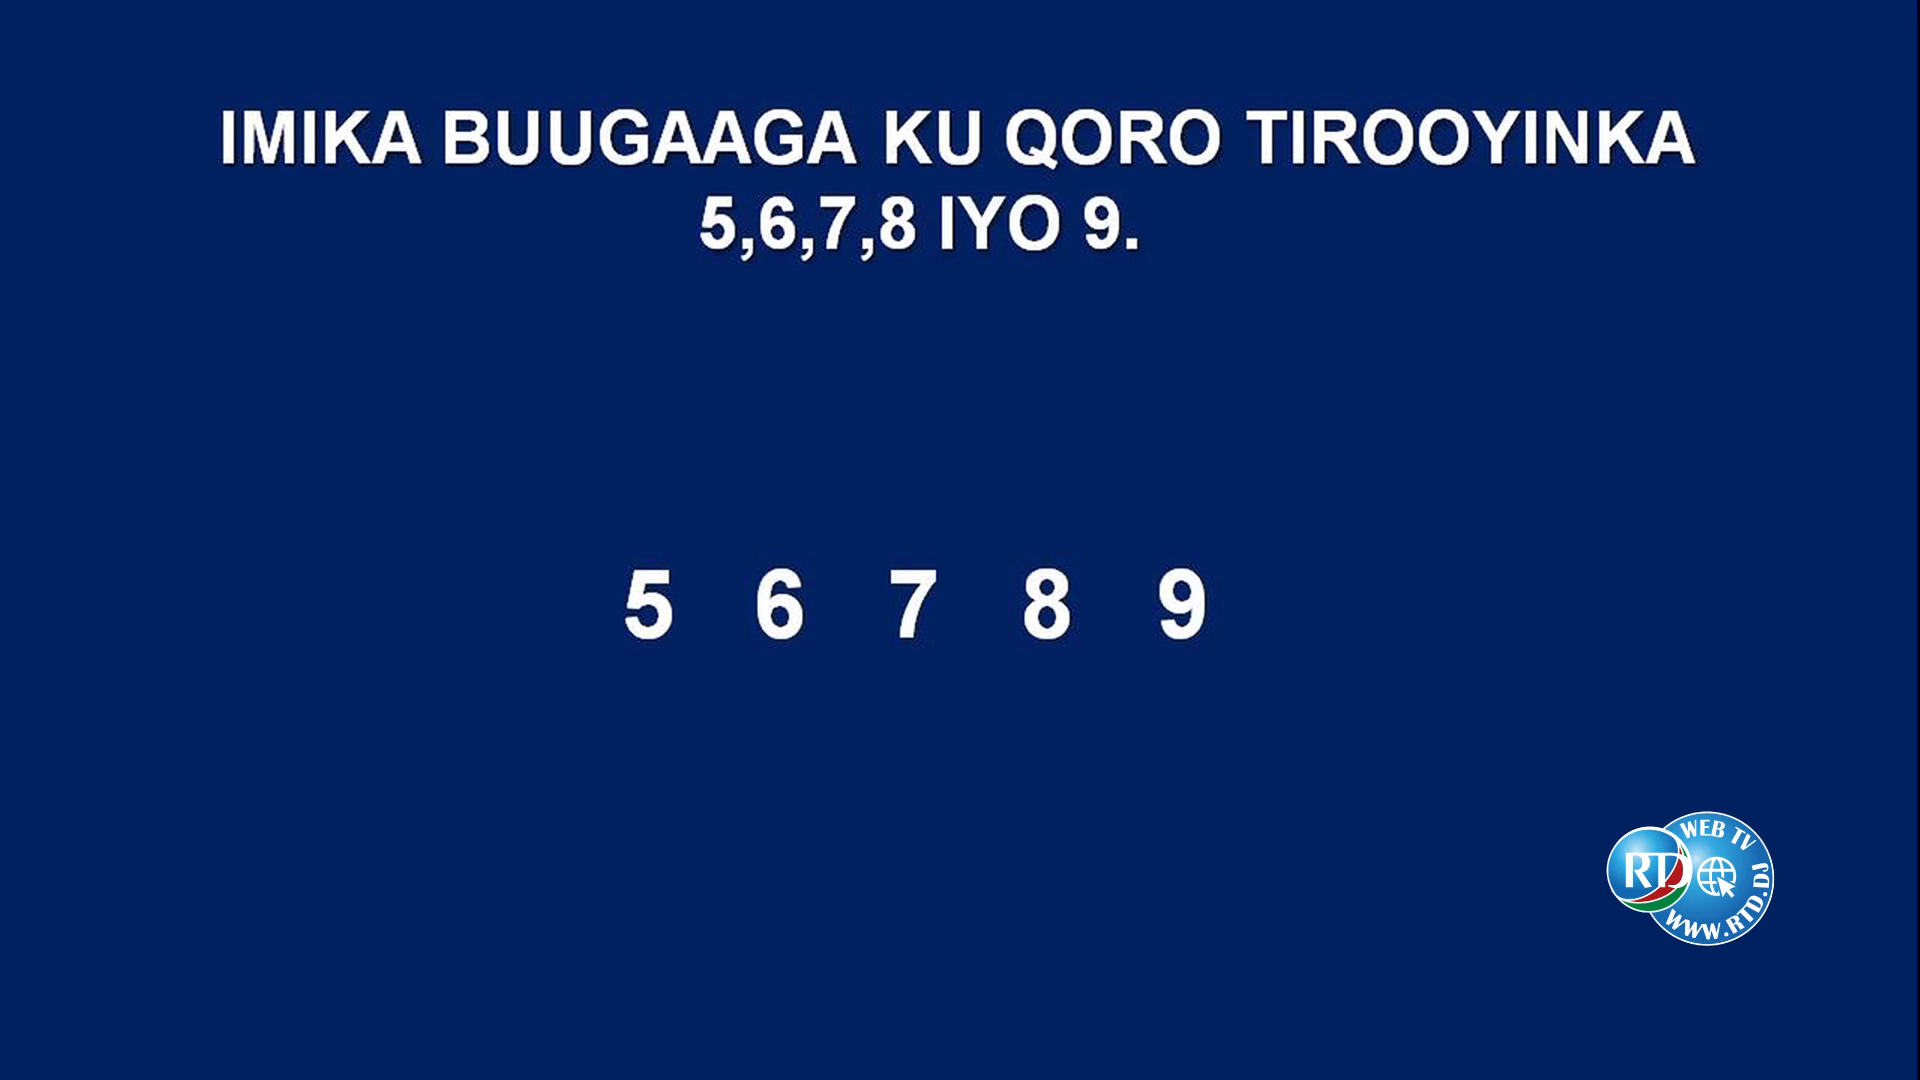 IMIKA BUUGAAGA KU QORO TIROOYINKA
5,6,7,8 IYO 9.
5 6 7 8 9
WEB TV
RTD
WWW.RTD.DJ